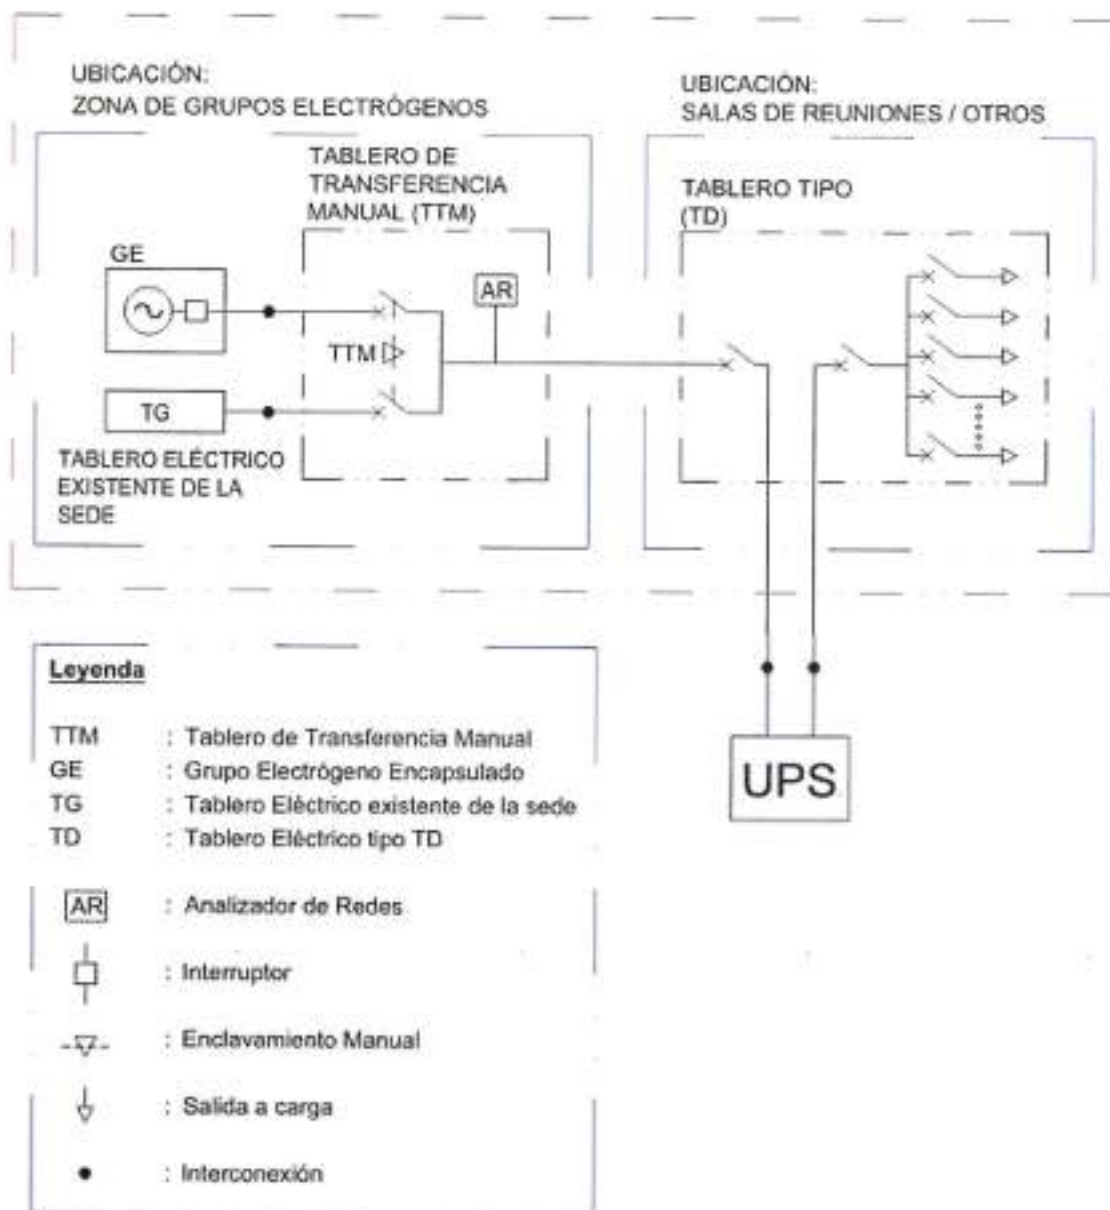 UBICACIÓN:
ZONA DE GRUPOS ELECTRÓGENOS
UBICACIÓN:
SALAS DE REUNIONES / OTROS
TABLERO DE
TRANSFERENCIA
MANUAL (TTM)
TABLERO TIPO
(TD)
GE
AR
TTM
TG
TABLERO ELÉCTRICO
EXISTENTE DE LA
SEDE
UPS
Leyenda
TTM : Tablero de Transferencia Manual
GE : Grupo Electrógeno Encapsulado
TG : Tablero Eléctrico existente de la sede
TD : Tablero Eléctrico tipo TD
AR : Analizador de Redes
: Interruptor
: Enclavamiento Manual
: Salida a carga
: Interconexión